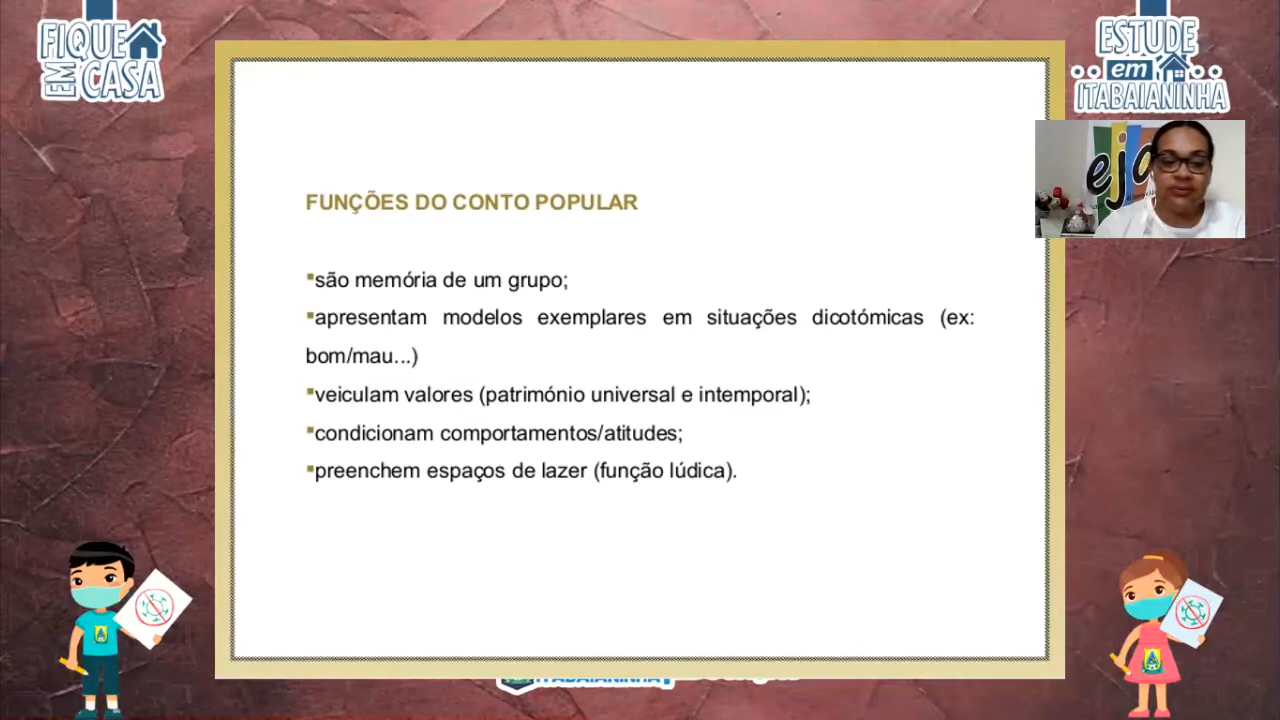 FIQUE
EM
CASA
ESTUDE
em
ITABAIANINHA
eja
FUNÇÕES DO CONTO POPULAR
▪são memória de um grupo;
▪apresentam modelos exemplares em situações dicotómicas (ex:
bom/mau...)
▪veiculam valores (património universal e intemporal);
▪condicionam comportamentos/atitudes;
▪preenchem espaços de lazer (função lúdica).
ITABAIANINHA